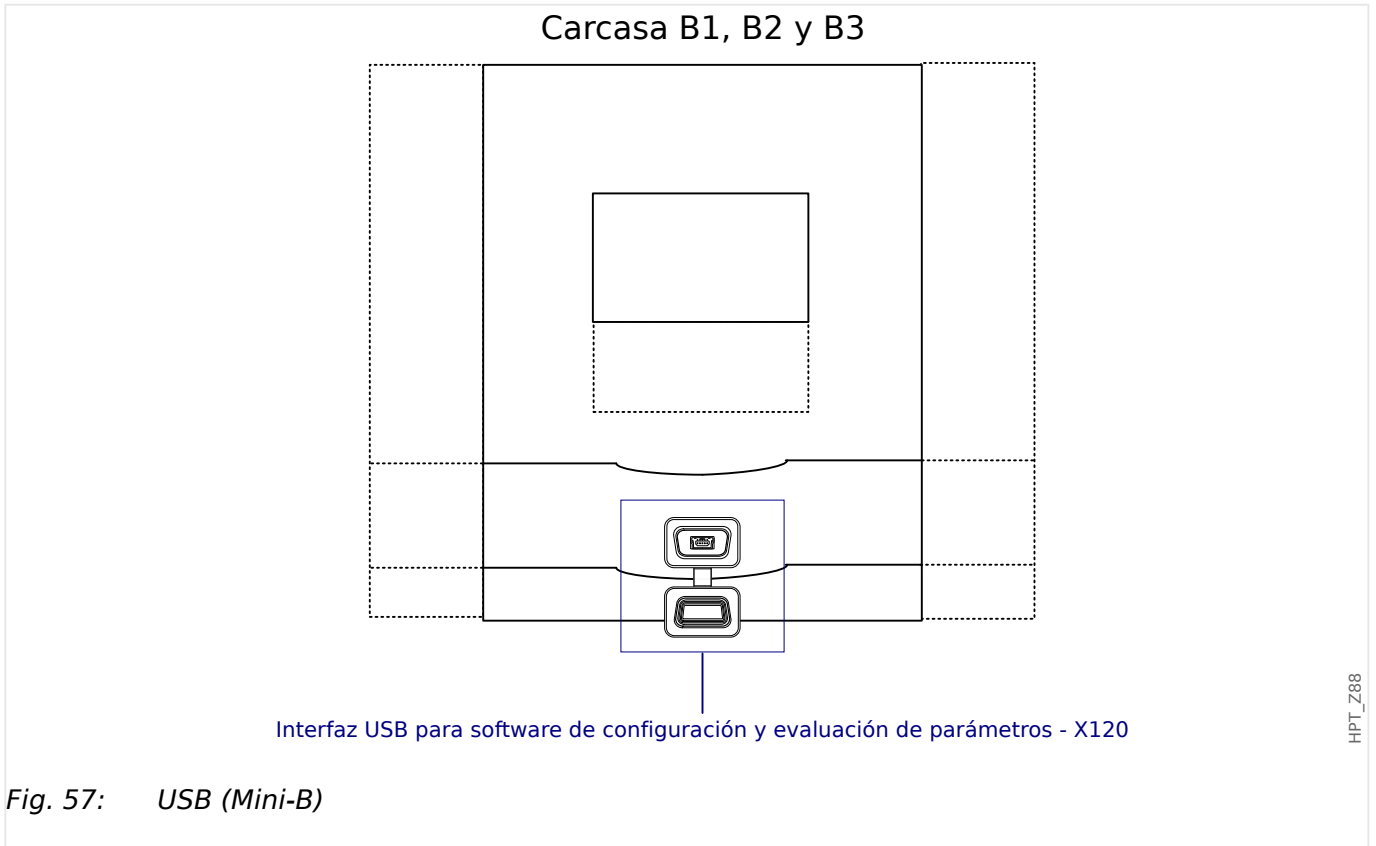 Carcasa B1, B2 y B3
Interfaz USB para software de configuración y evaluación de parámetros - X120
HPT_Z88
Fig. 57: USB (Mini-B)